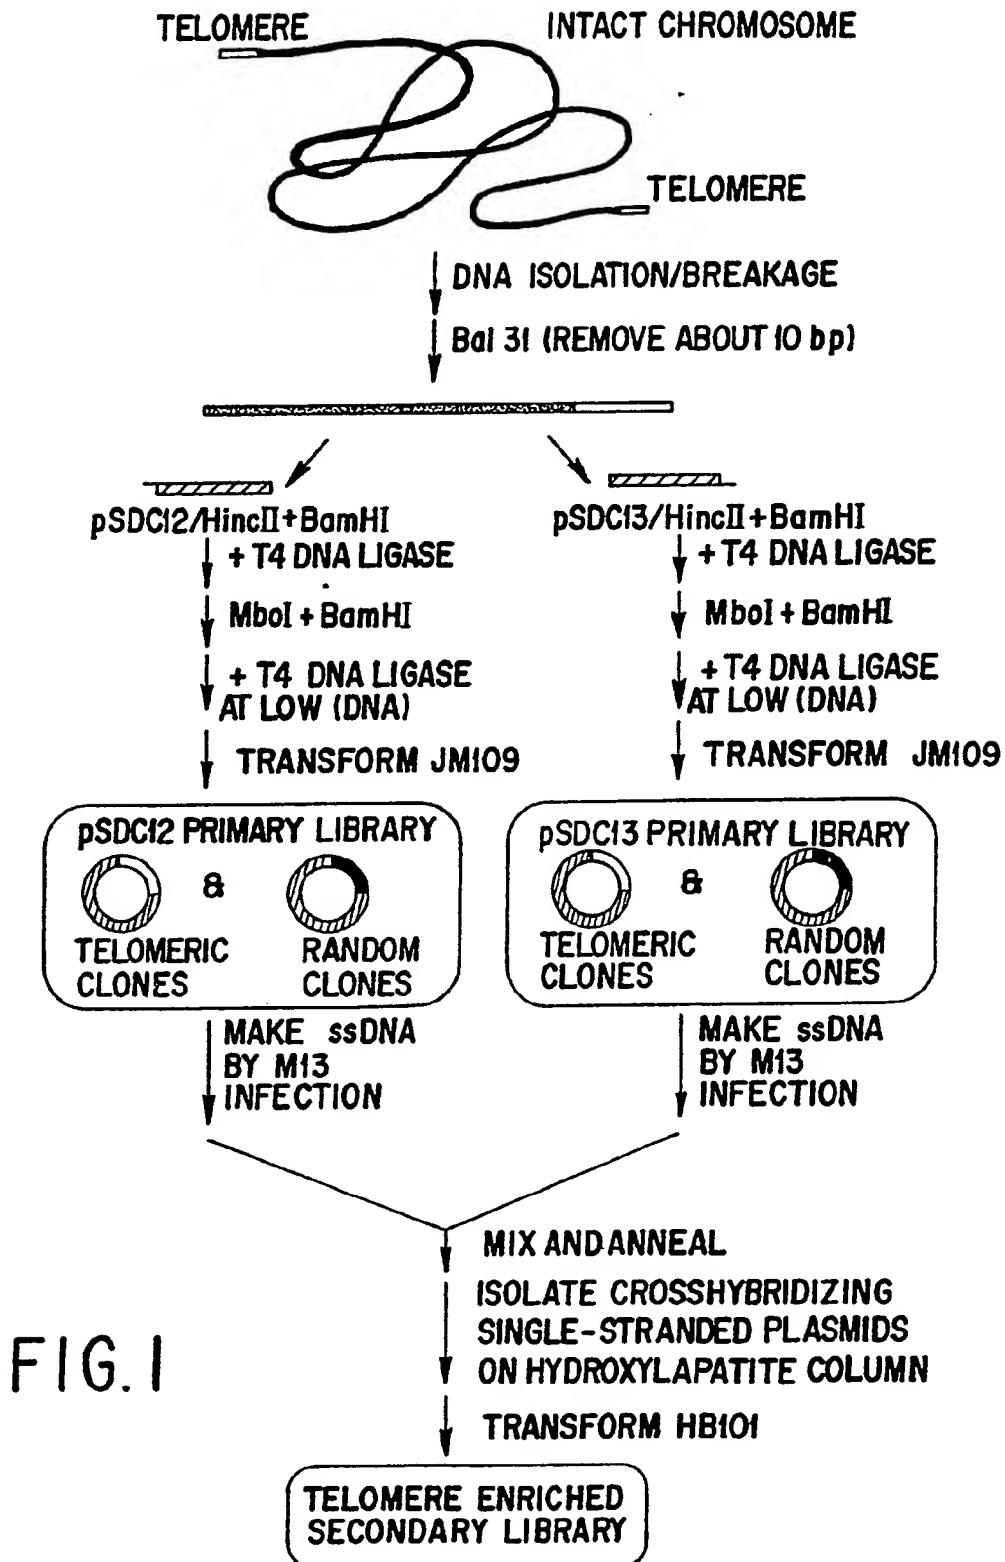 TELOMERE
INTACT CHROMOSOME
TELOMERE
DNA ISOLATION/BREAKAGE
Bal 31 (REMOVE ABOUT 10 bp)
pSDC12/HincII+BamHI
+ T4 DNA LIGASE
MboI + BamHI
+ T4 DNA LIGASE
AT LOW (DNA)
TRANSFORM JM109
pSDC12 PRIMARY LIBRARY
&
TELOMERIC
CLONES
RANDOM
CLONES
MAKE ssDNA
BY M13
INFECTION
pSDC13/HincII+BamHI
+ T4 DNA LIGASE
MboI + BamHI
+ T4 DNA LIGASE
AT LOW (DNA)
TRANSFORM JM109
pSDC13 PRIMARY LIBRARY
&
TELOMERIC
CLONES
RANDOM
CLONES
MAKE ssDNA
BY M13
INFECTION
MIX AND ANNEAL
ISOLATE CROSSHYBRIDIZING
SINGLE-STRANDED PLASMIDS
ON HYDROXYLAPATITE COLUMN
TRANSFORM HB101
TELOMERE ENRICHED
SECONDARY LIBRARY
FIG. 1